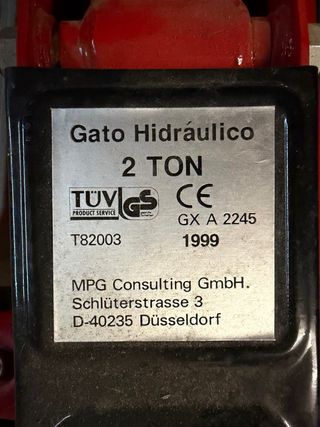 Gato Hidráulico
2 TON
TÜV GS CE
PRODUCT SERVICE
GX A 2245
T82003 1999
MPG Consulting GmbH.
Schlüterstrasse 3
D-40235 Düsseldorf